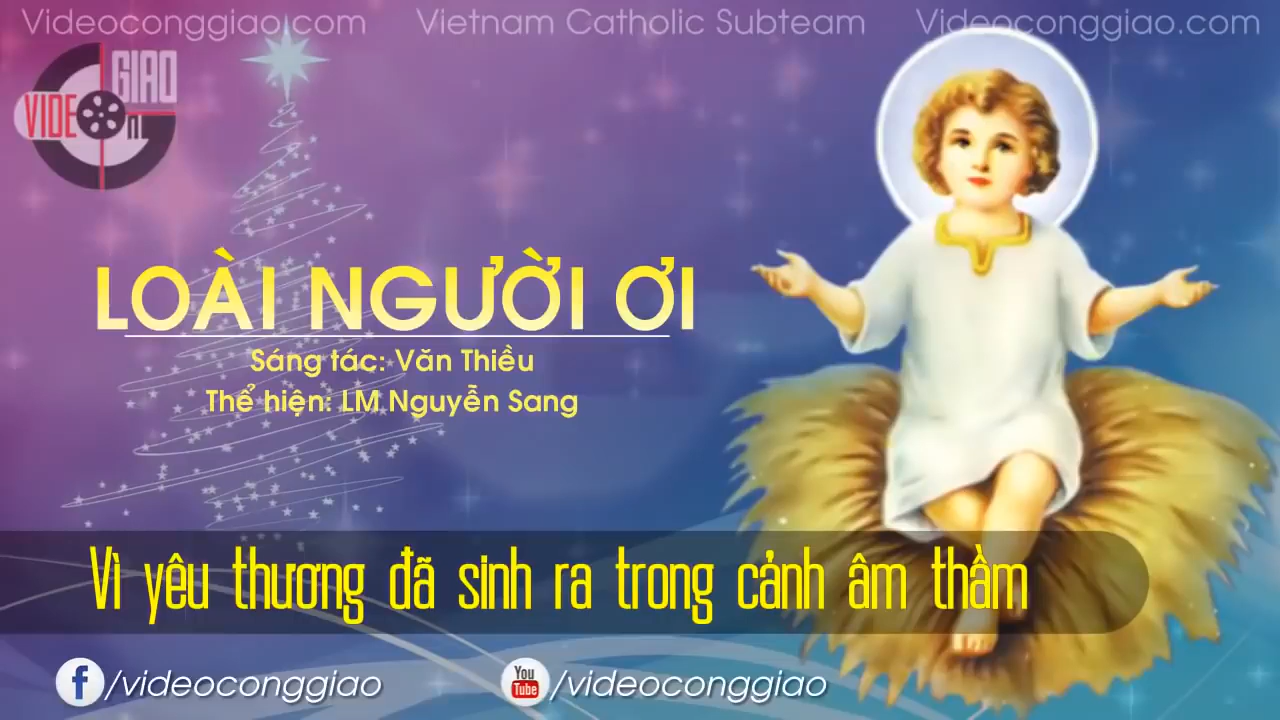 Videoconggiao.com Vietnam Catholic Subteam Videoconggiao.com
GIAO
VIDEO
LOÀI NGƯỜI ƠI
Sáng tác: Văn Thiều
Thể hiện: LM Nguyễn Sang
Vì yêu thương đã sinh ra trong cảnh âm thầm
f/videoconggiao You Tube/videoconggiao